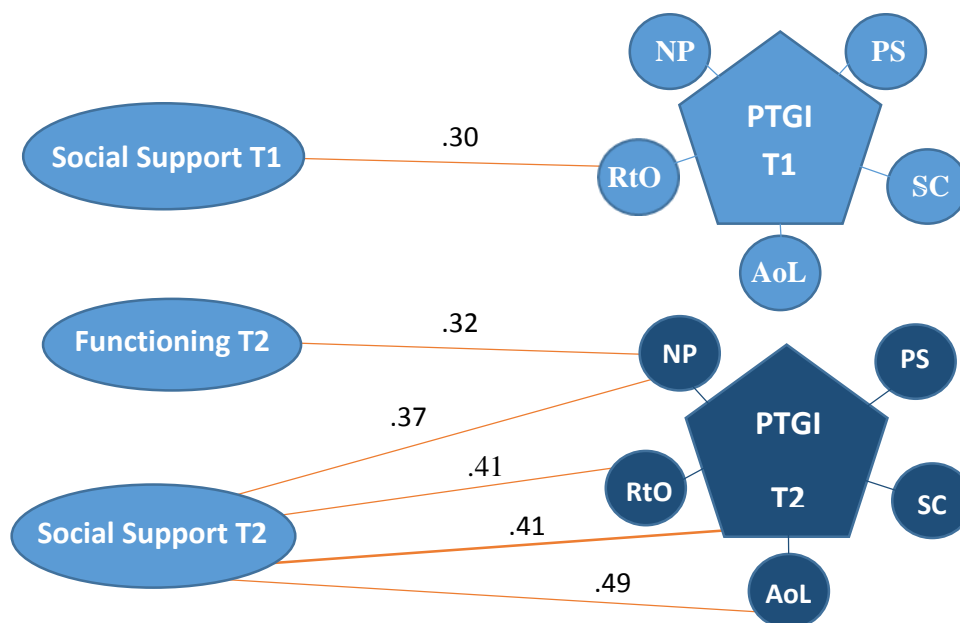 NP
PS
PTGI
T1
Social Support T1
.30
RtO
SC
AoL
Functioning T2
.32
NP
PS
PTGI
.37
.41
RtO
T2
SC
Social Support T2
.41
.49
AoL